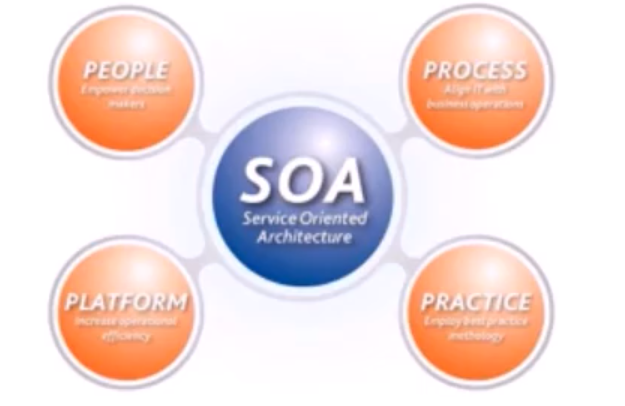 PEOPLE
Empower decision
makers
PROCESS
Align IT with
business operations
SOA
Service Oriented
Architecture
PLATFORM
Increase operational
efficiency
PRACTICE
Employ best practice
methology